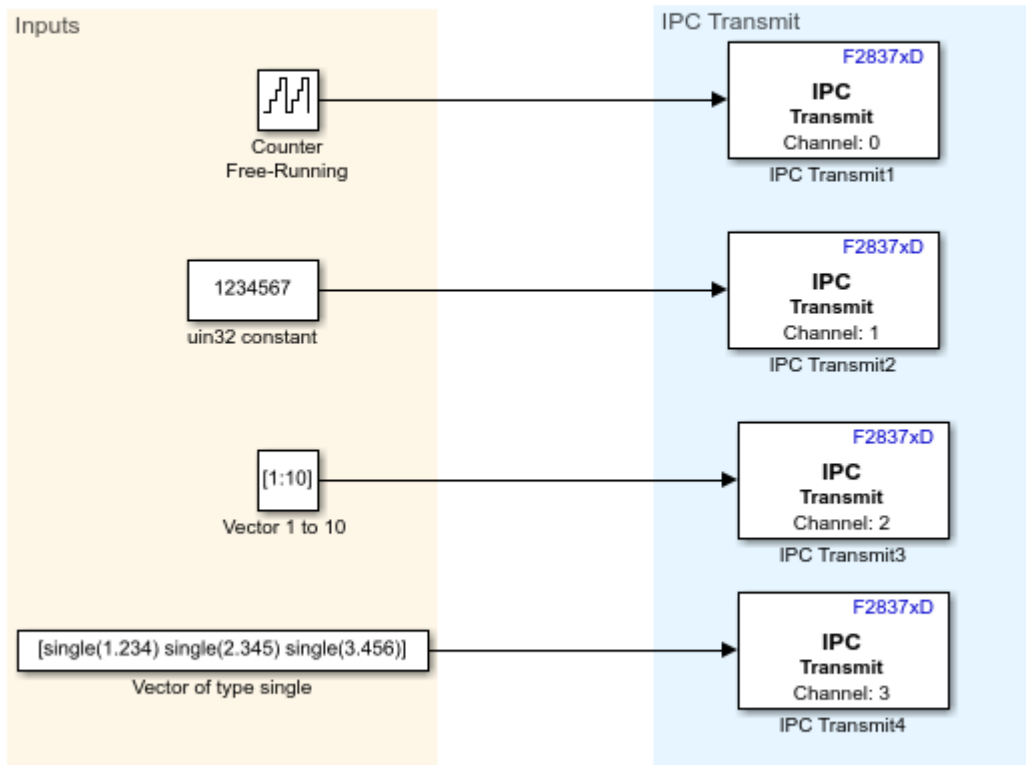 Inputs
IPC Transmit
Counter
Free-Running
F2837xD
IPC
Transmit
Channel: 0
IPC Transmit1
1234567
uin32 constant
F2837xD
IPC
Transmit
Channel: 1
IPC Transmit2
[1:10]
Vector 1 to 10
F2837xD
IPC
Transmit
Channel: 2
IPC Transmit3
[single(1.234) single(2.345) single(3.456)]
Vector of type single
F2837xD
IPC
Transmit
Channel: 3
IPC Transmit4